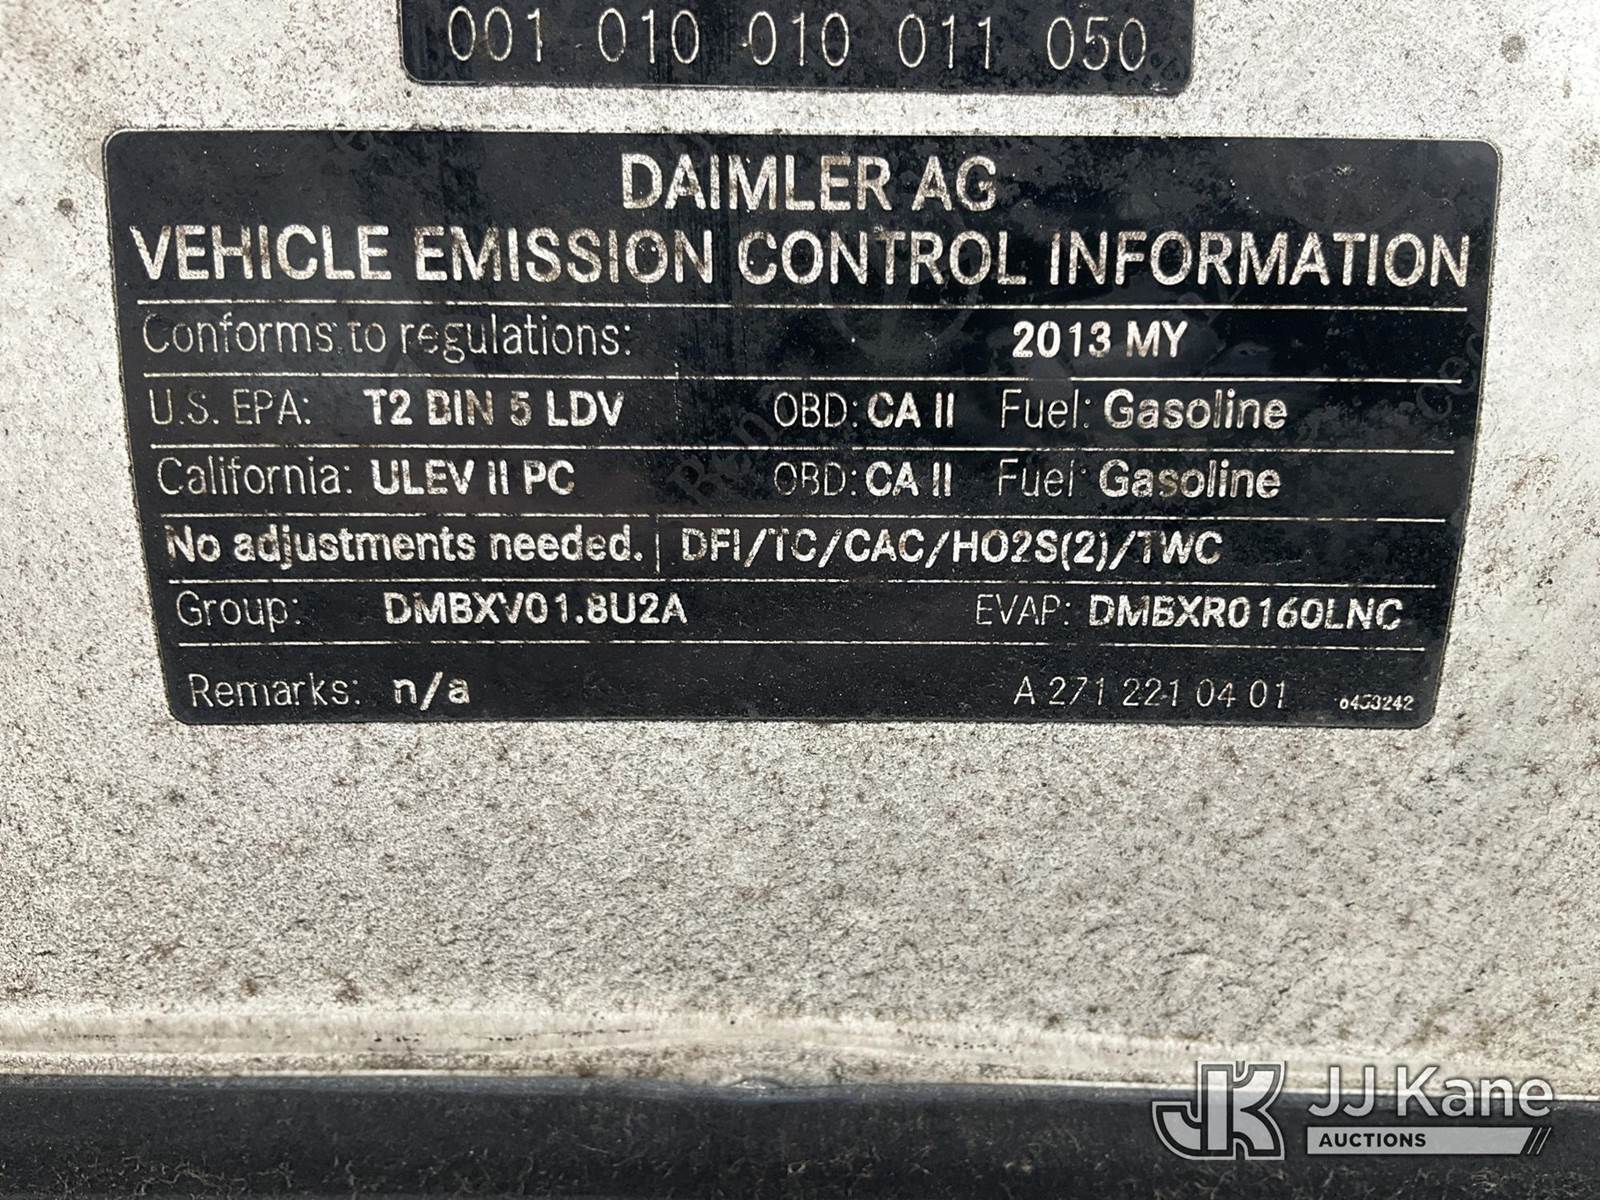 001 010 010 011 050
DAIMLER AG
VEHICLE EMISSION CONTROL INFORMATION
Conforms to regulations: 2013 MY
U.S. EPA: T2 BIN 5 LDV OBD: CA II Fuel: Gasoline
California: ULEV II PC OBD: CA II Fuel: Gasoline
No adjustments needed. DFI/TC/CAC/HO2S(2)/TWC
Group: DMBXV01.8U2A EVAP: DMBXR0160LNC
Remarks: n/a A 271 221 04 01
JK JJ Kane
AUCTIONS